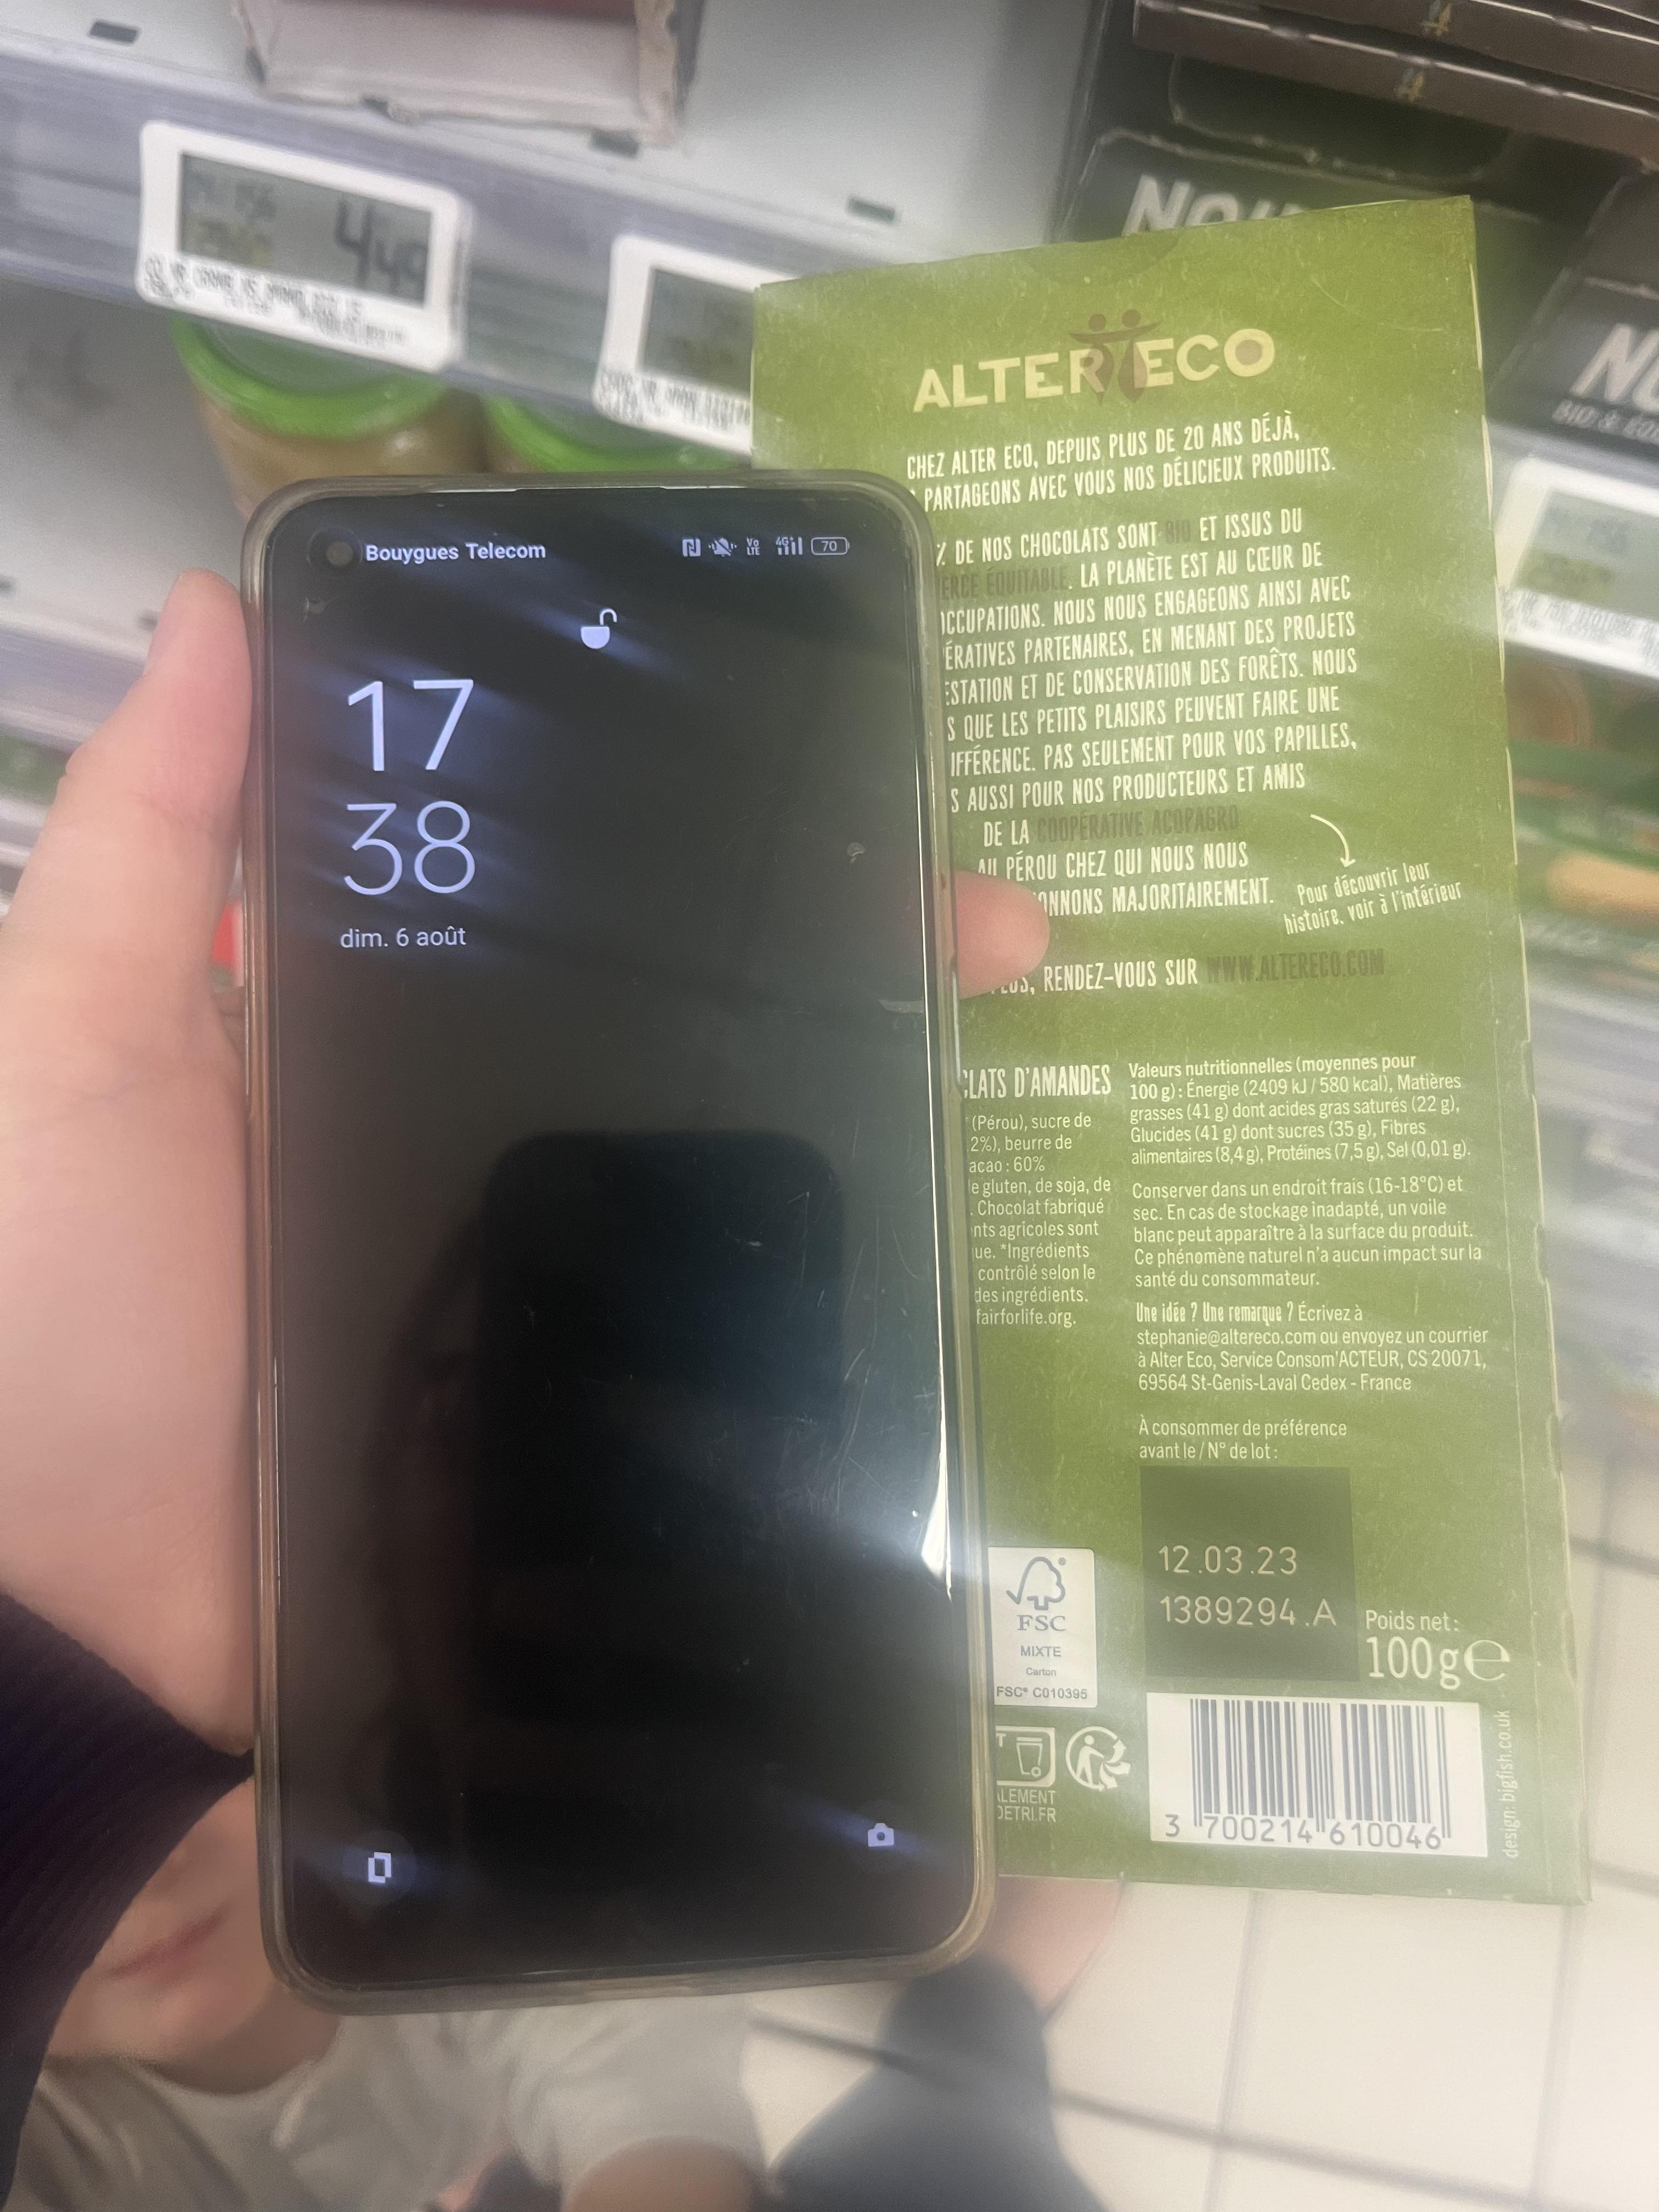 4,49
NOI
ALTER ECO
CHEZ ALTER ECO, DEPUIS PLUS DE 20 ANS DÉJÀ,
PARTAGEONS AVEC VOUS NOS DÉLICIEUX PRODUITS.
% DE NOS CHOCOLATS SONT BIO ET ISSUS DU
ERCE ÉQUITABLE. LA PLANÈTE EST AU CŒUR DE
OCCUPATIONS. NOUS NOUS ENGAGEONS AINSI AVEC
ÉRATIVES PARTENAIRES, EN MENANT DES PROJETS
ESTATION ET DE CONSERVATION DES FORÊTS. NOUS
S QUE LES PETITS PLAISIRS PEUVENT FAIRE UNE
IFFÉRENCE. PAS SEULEMENT POUR VOS PAPILLES,
S AUSSI POUR NOS PRODUCTEURS ET AMIS
DE LA COOPÉRATIVE ACOPAGRO
AU PÉROU CHEZ QUI NOUS NOUS
ONNONS MAJORITAIREMENT.
Pour découvrir leur
histoire, voir à l'intérieur
PLUS, RENDEZ-VOUS SUR WWW.ALTERECO.COM
Bouygues Telecom
Vo
LTE
4G+
70
17
38
dim. 6 août
CLATS D'AMANDES
(Pérou), sucre de
2%), beurre de
acao : 60%
e gluten, de soja, de
. Chocolat fabriqué
nts agricoles sont
ue. *Ingrédients
contrôlé selon le
des ingrédients.
fairforlife.org.
Valeurs nutritionnelles (moyennes pour
100 g) : Énergie (2409 kJ / 580 kcal), Matières
grasses (41 g) dont acides gras saturés (22 g),
Glucides (41 g) dont sucres (35 g), Fibres
alimentaires (8,4 g), Protéines (7,5 g), Sel (0,01 g).
Conserver dans un endroit frais (16-18°C) et
sec. En cas de stockage inadapté, un voile
blanc peut apparaître à la surface du produit.
Ce phénomène naturel n'a aucun impact sur la
santé du consommateur.
Une idée ? Une remarque ? Écrivez à
stephanie@altereco.com ou envoyez un courrier
à Alter Eco, Service Consom'ACTEUR, CS 20071,
69564 St-Genis-Laval Cedex - France
À consommer de préférence
avant le / N° de lot :
12.03.23
1389294.A
Poids net :
100g e
FSC
MIXTE
Carton
FSC® C010395
LEMENT
DETRI.FR
3 700214 610046
design: bigfish.co.uk